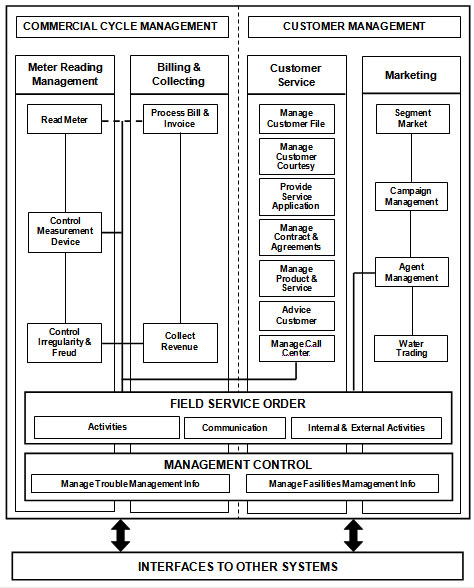 COMMERCIAL CYCLE MANAGEMENT
CUSTOMER MANAGEMENT
Meter Reading
Management
Billing &
Collecting
Customer
Service
Marketing
Read Meter
Process Bill &
Invoice
Manage
Customer File
Segment
Market
Manage
Customer
Courtesy
Provide
Service
Application
Campaign
Management
Control
Measurement
Device
Manage
Contract &
Agreements
Manage
Product &
Service
Agent
Management
Advice
Customer
Control
Irregularity &
Freud
Collect
Revenue
Manage.Call
.Center.
Water
Trading
FIELD SERVICE ORDER
Activities
Communication
Internal & External Activities
MANAGEMENT CONTROL
Manage Trouble Management Info
Manage Fasilities Mamagement Info
INTERFACES TO OTHER SYSTEMS